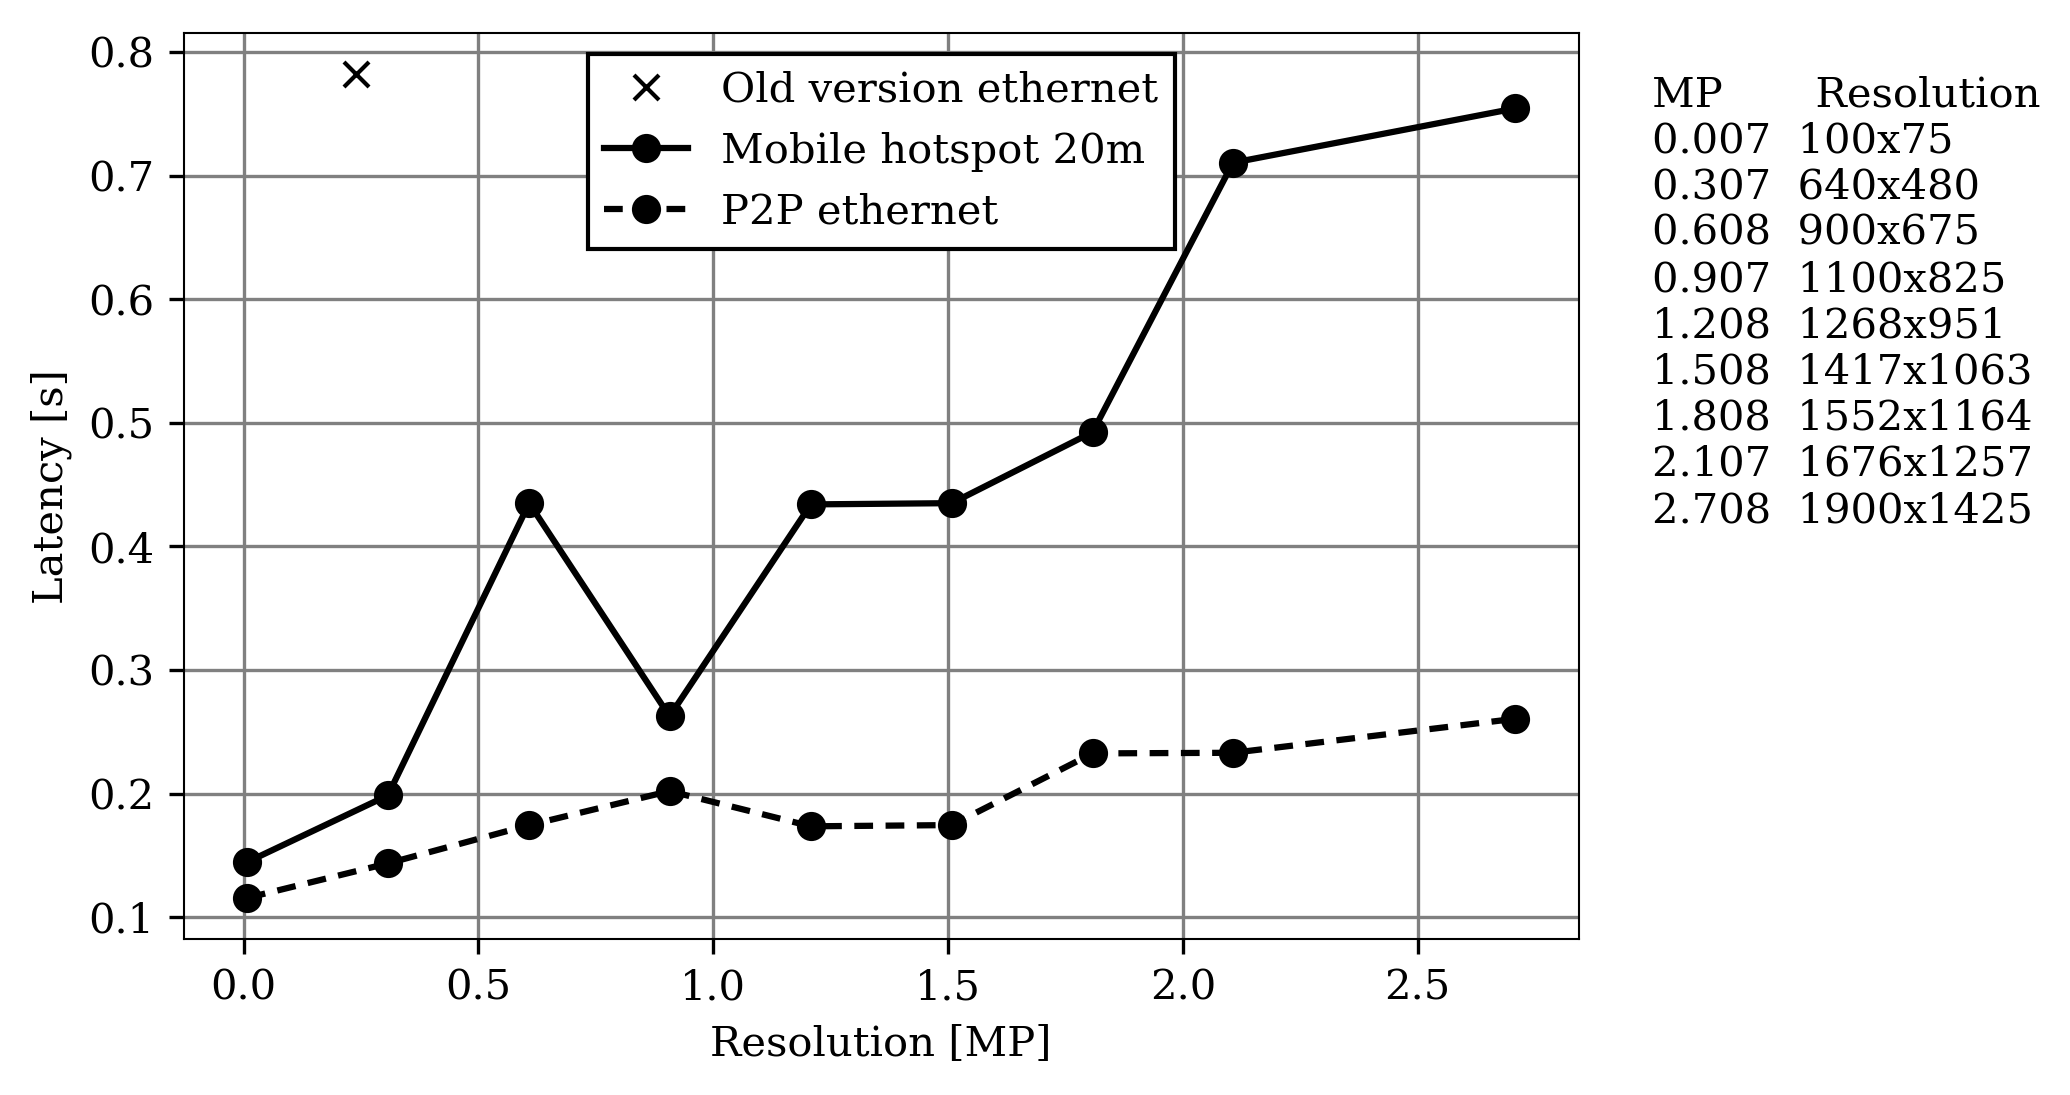 0.8
0.7
0.6
0.5
0.4
0.3
0.2
0.1
Latency [s]
0.0 0.5 1.0 1.5 2.0 2.5
Resolution [MP]
Old version ethernet
Mobile hotspot 20m
P2P ethernet
MP Resolution
0.007 100x75
0.307 640x480
0.608 900x675
0.907 1100x825
1.208 1268x951
1.508 1417x1063
1.808 1552x1164
2.107 1676x1257
2.708 1900x1425